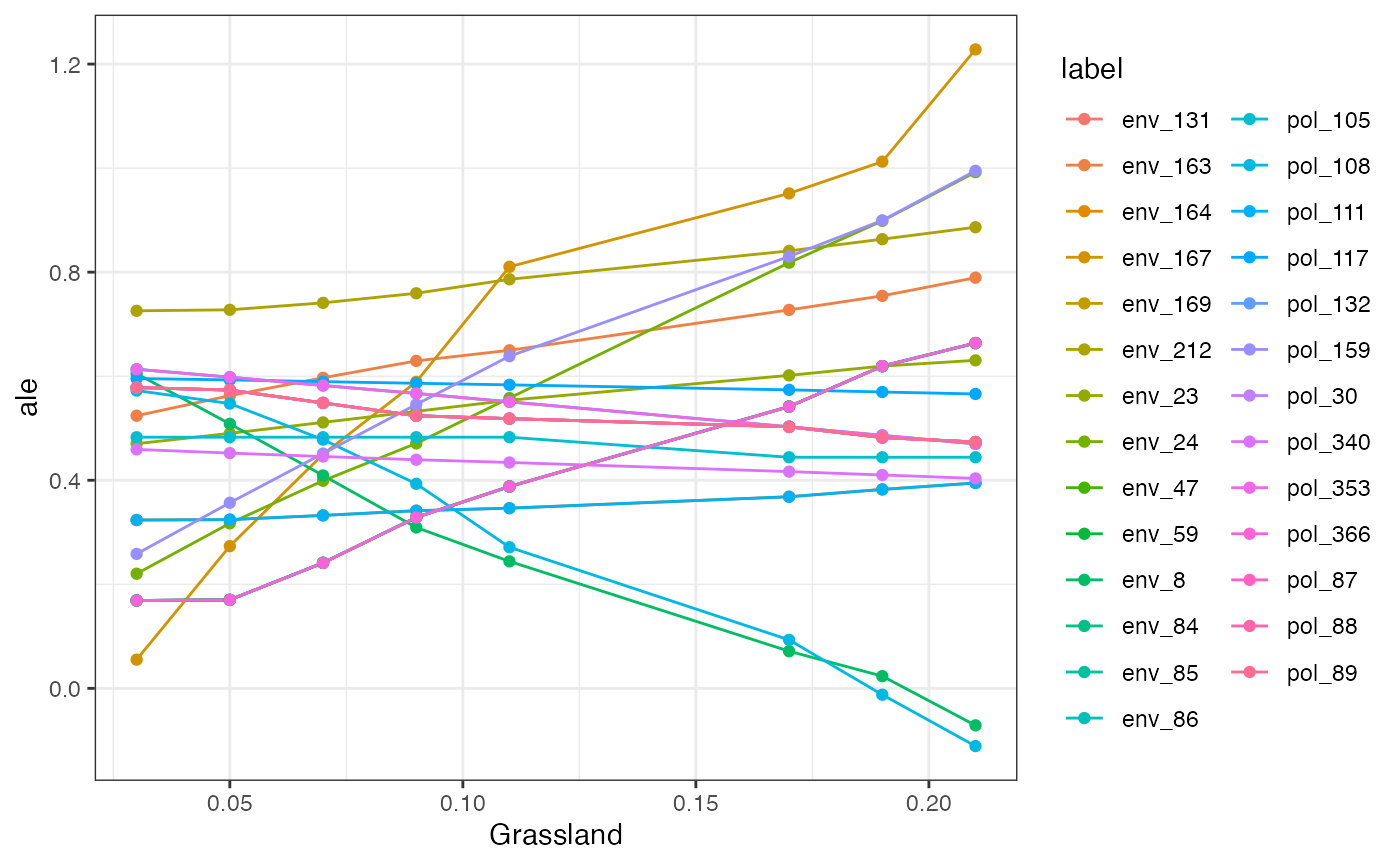 1.2
0.8
0.4
0.0
ale
0.05 0.10 0.15 0.20
Grassland
label
env_131 pol_105
env_163 pol_108
env_164 pol_111
env_167 pol_117
env_169 pol_132
env_212 pol_159
env_23 pol_30
env_24 pol_340
env_47 pol_353
env_59 pol_366
env_8 pol_87
env_84 pol_88
env_85 pol_89
env_86